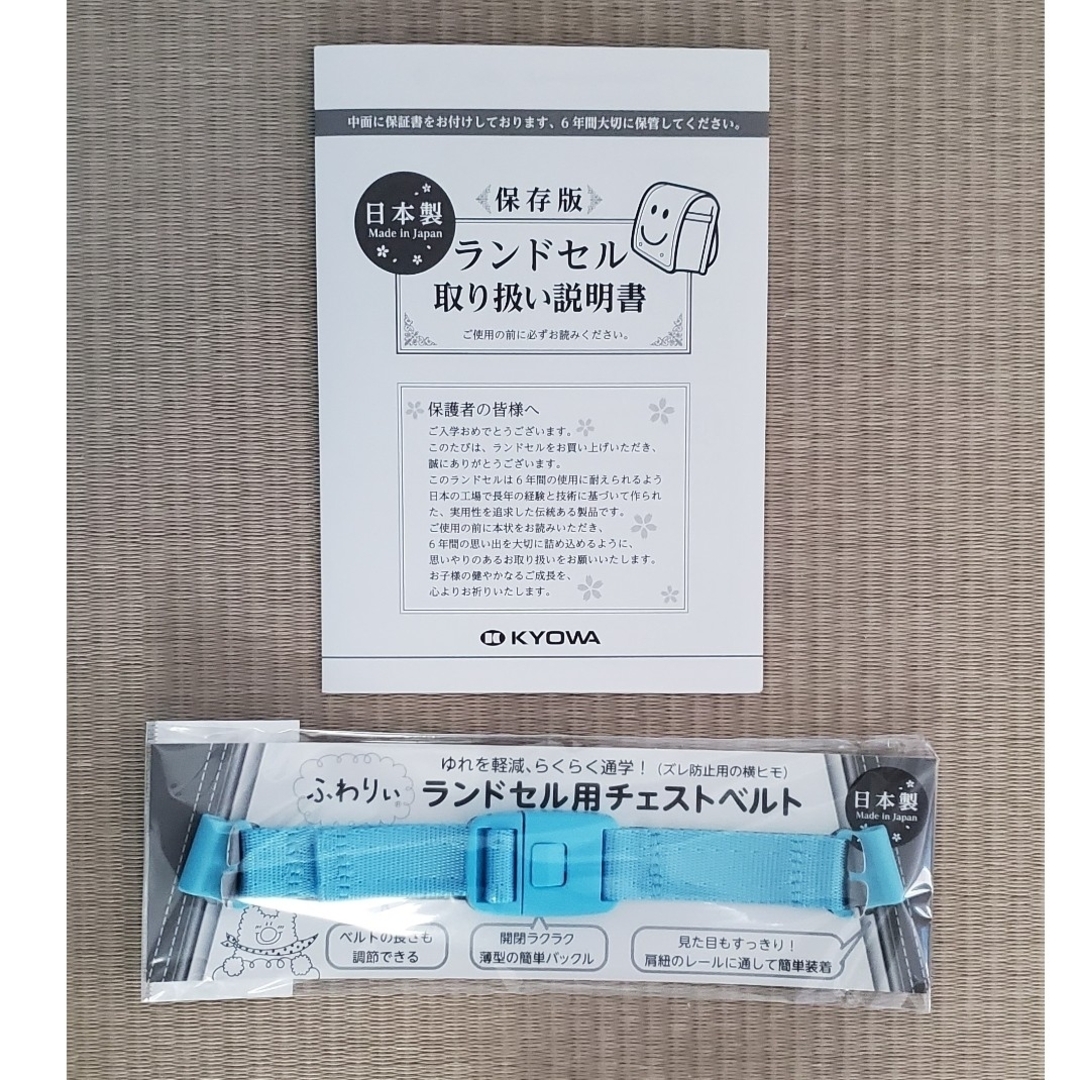 中面に保証書をお付けしております、6年間大切に保管してください。
日本製
Made in Japan
保存版
ランドセル
取り扱い説明書
ご使用の前に必ずお読みください。
保護者の皆様へ
ご入学おめでとうございます。
このたびは、ランドセルをお買い上げいただき、
誠にありがとうございます。
このランドセルは6年間の使用に耐えられるよう
日本の工場で長年の経験と技術に基づいて作られ
た、実用性を追求した伝統ある製品です。
ご使用の前に本状をお読みいただき、
6年間の思い出を大切に詰め込めるように、
思いやりのあるお取り扱いをお願いいたします。
お子様の健やかなるご成長を、
心よりお祈りいたします。
KYOWA
ゆれを軽減、らくらく通学！(ズレ防止用の横ヒモ)
ふわりぃ®
ランドセル用チェストベルト
日本製
Made in Japan
ベルトの長さも
調節できる
開閉ラクラク
薄型の簡単バックル
見た目もすっきり！
肩紐のレールに通して簡単装着